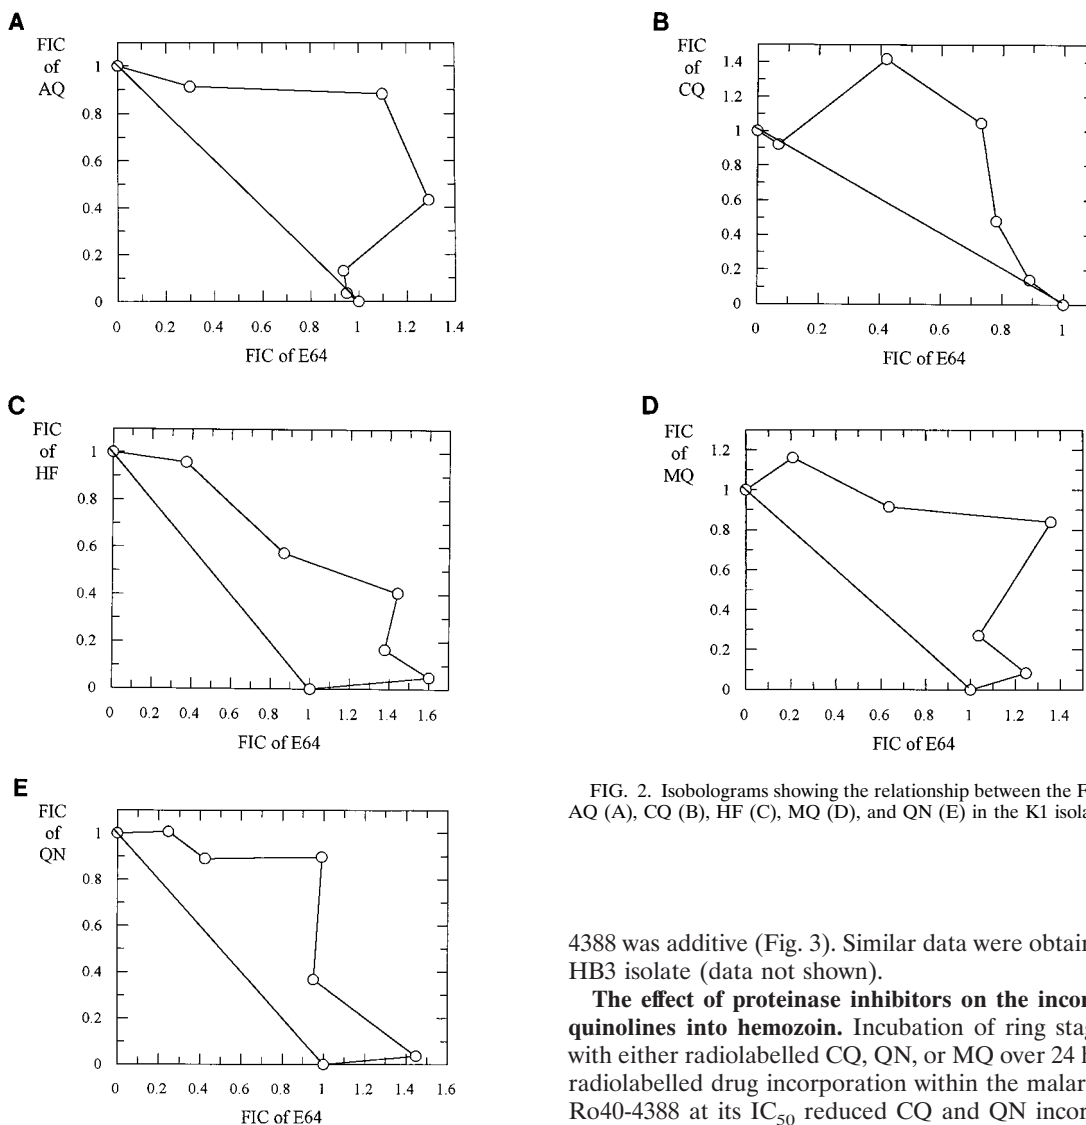 A
FIC
of
AQ
1
0.8
0.6
0.4
0.2
0
0 0.2 0.4 0.6 0.8 1 1.2 1.4
FIC of E64
B
FIC
of
CQ
1.4
1.2
1
0.8
0.6
0.4
0.2
0
0 0.2 0.4 0.6 0.8 1
FIC of E64
C
FIC
of
HF
1
0.8
0.6
0.4
0.2
0
0 0.2 0.4 0.6 0.8 1 1.2 1.4 1.6
FIC of E64
D
FIC
of
MQ
1.2
1
0.8
0.6
0.4
0.2
0
0 0.2 0.4 0.6 0.8 1 1.2 1.4
FIC of E64
E
FIC
of
QN
1
0.8
0.6
0.4
0.2
0
0 0.2 0.4 0.6 0.8 1 1.2 1.4
FIC of E64
FIG. 2. Isobolograms showing the relationship between the F
AQ (A), CQ (B), HF (C), MQ (D), and QN (E) in the K1 isola
4388 was additive (Fig. 3). Similar data were obtain
HB3 isolate (data not shown).
The effect of proteinase inhibitors on the incor
quinolines into hemozoin. Incubation of ring stag
with either radiolabelled CQ, QN, or MQ over 24 h
radiolabelled drug incorporation within the malar
Ro40-4388 at its IC50 reduced CQ and QN incor